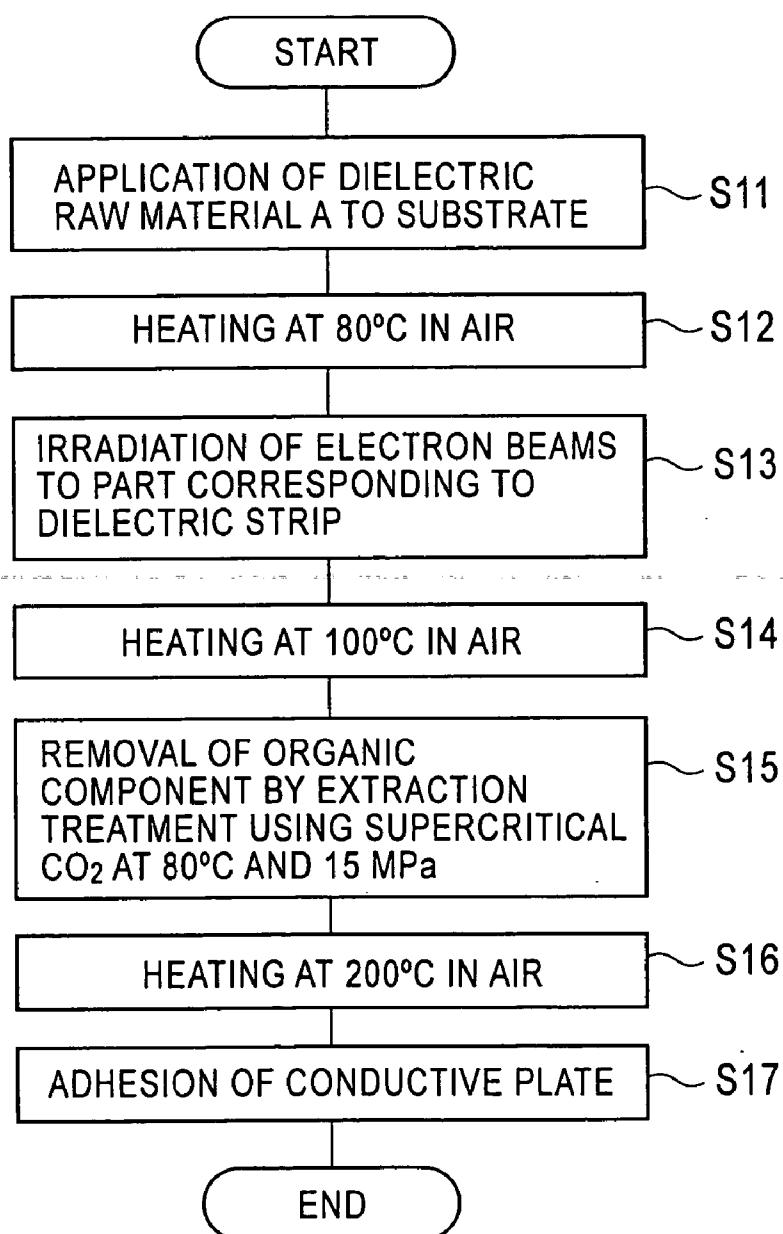 START
APPLICATION OF DIELECTRIC
RAW MATERIAL A TO SUBSTRATE
S11
HEATING AT 80ºC IN AIR
S12
IRRADIATION OF ELECTRON BEAMS
TO PART CORRESPONDING TO
DIELECTRIC STRIP
S13
HEATING AT 100ºC IN AIR
S14
REMOVAL OF ORGANIC
COMPONENT BY EXTRACTION
TREATMENT USING SUPERCRITICAL
CO₂ AT 80ºC AND 15 MPa
S15
HEATING AT 200ºC IN AIR
S16
ADHESION OF CONDUCTIVE PLATE
S17
END